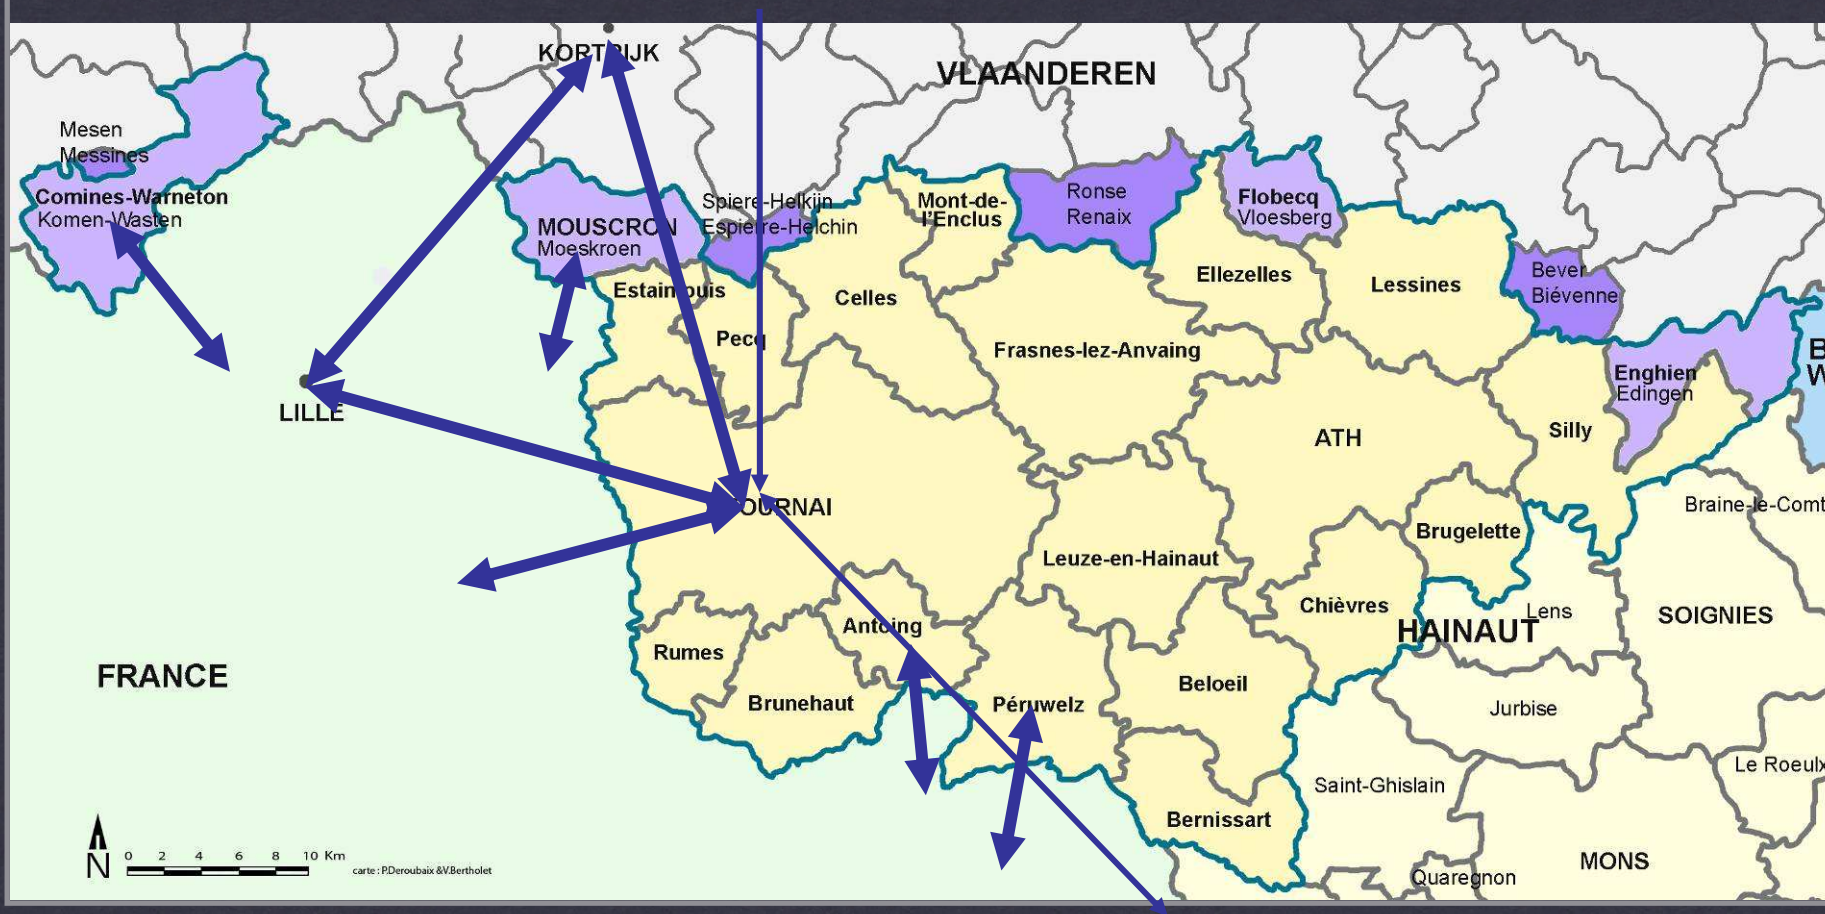 KORTRIJK
VLAANDEREN
Mesen
Messines
Comines-Warneton
Komen-Wasten
MOUSCRON
Moeskroen
Spiere-Helkijn
Espierre-Helchin
Mont-de-
l'Enclus
Ronse
Renaix
Flobecq
Vloesberg
Estaimpuis
Celles
Ellezelles
Lessines
Bever
Biévenne
Pecq
Frasnes-lez-Anvaing
Enghien
Edingen
B
W
LILLE
ATH
Silly
TOURNAI
Braine-le-Comt
Brugelette
Leuze-en-Hainaut
Chièvres
Lens
HAINAUT
SOIGNIES
Antoing
Rumes
FRANCE
Brunehaut
Péruwelz
Beloeil
Jurbise
Saint-Ghislain
Le Roeulx
Bernissart
MONS
Quaregnon
N
0 2 4 6 8 10 Km
carte : P.Deroubaix &V.Bertholet